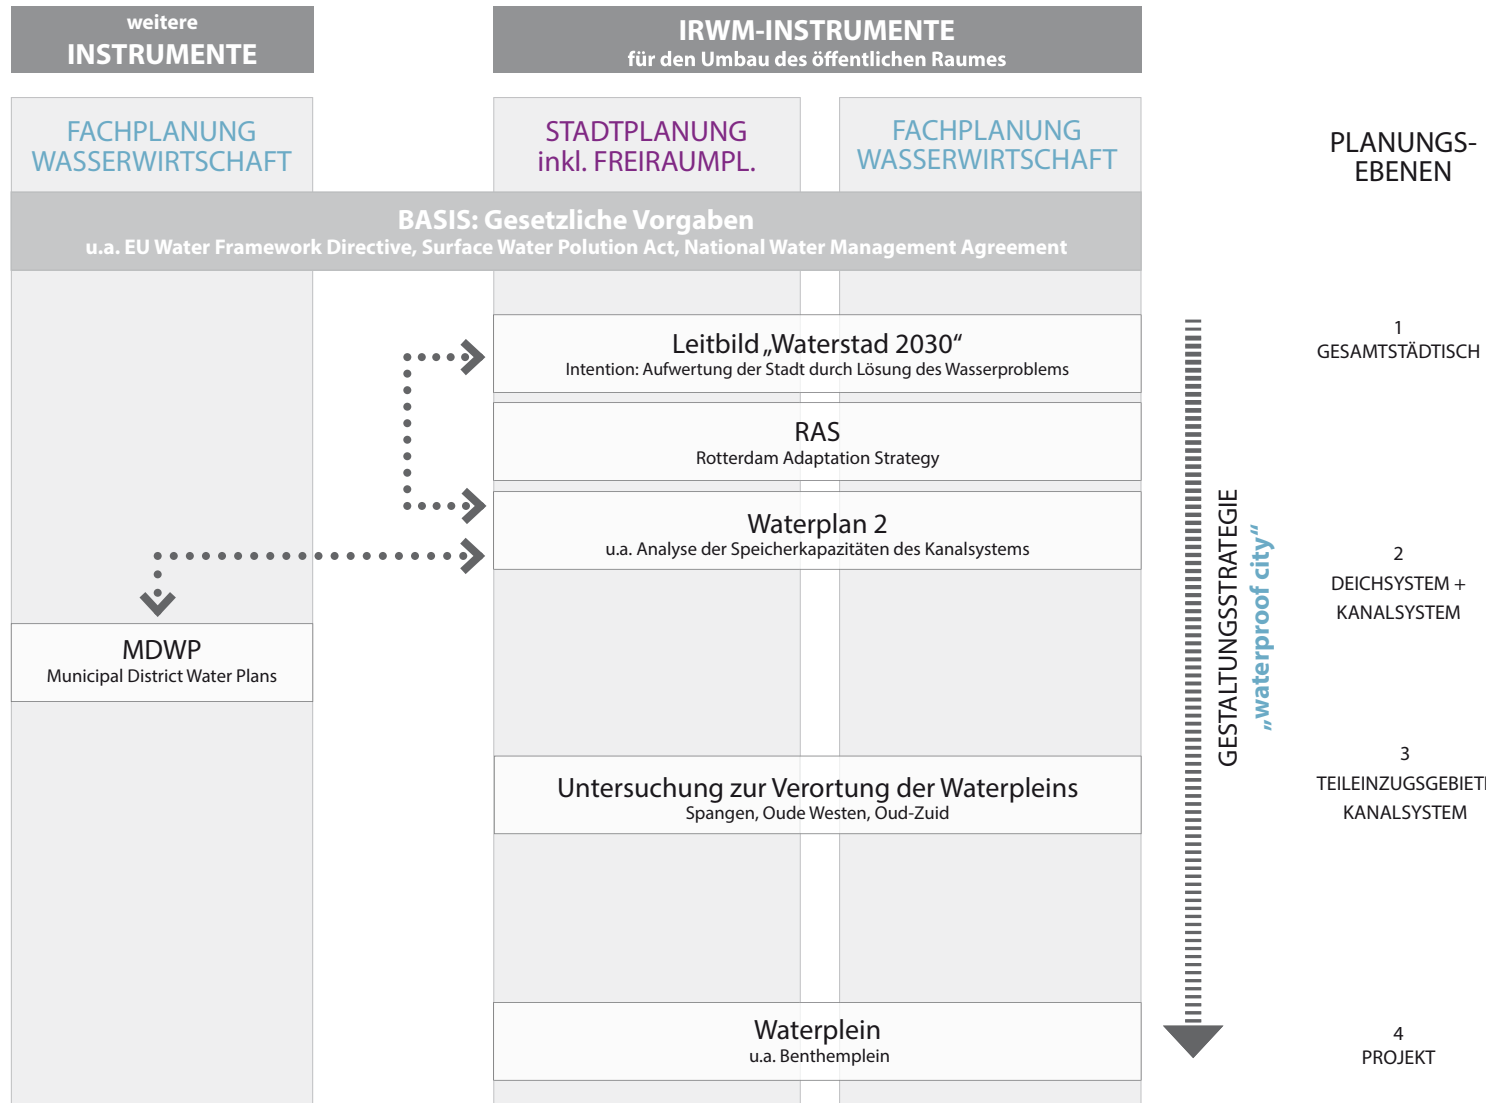 weitere
INSTRUMENTE
IRWM-INSTRUMENTE
für den Umbau des öffentlichen Raumes
FACHPLANUNG
WASSERWIRTSCHAFT
STADTPLANUNG
inkl. FREIRAUMPL.
FACHPLANUNG
WASSERWIRTSCHAFT
PLANUNGS-
EBENEN
BASIS: Gesetzliche Vorgaben
u.a. EU Water Framework Directive, Surface Water Polution Act, National Water Management Agreement
Leitbild „Waterstad 2030“
Intention: Aufwertung der Stadt durch Lösung des Wasserproblems
1
GESAMTSTÄDTISCH
RAS
Rotterdam Adaptation Strategy
Waterplan 2
u.a. Analyse der Speicherkapazitäten des Kanalsystems
GESTALTUNGSSTRATEGIE
„waterproof city“
2
DEICHSYSTEM +
KANALSYSTEM
MDWP
Municipal District Water Plans
Untersuchung zur Verortung der Waterpleins
Spangen, Oude Westen, Oud-Zuid
3
TEILEINZUGSGEBIETE
KANALSYSTEM
Waterplein
u.a. Benthemplein
4
PROJEKT